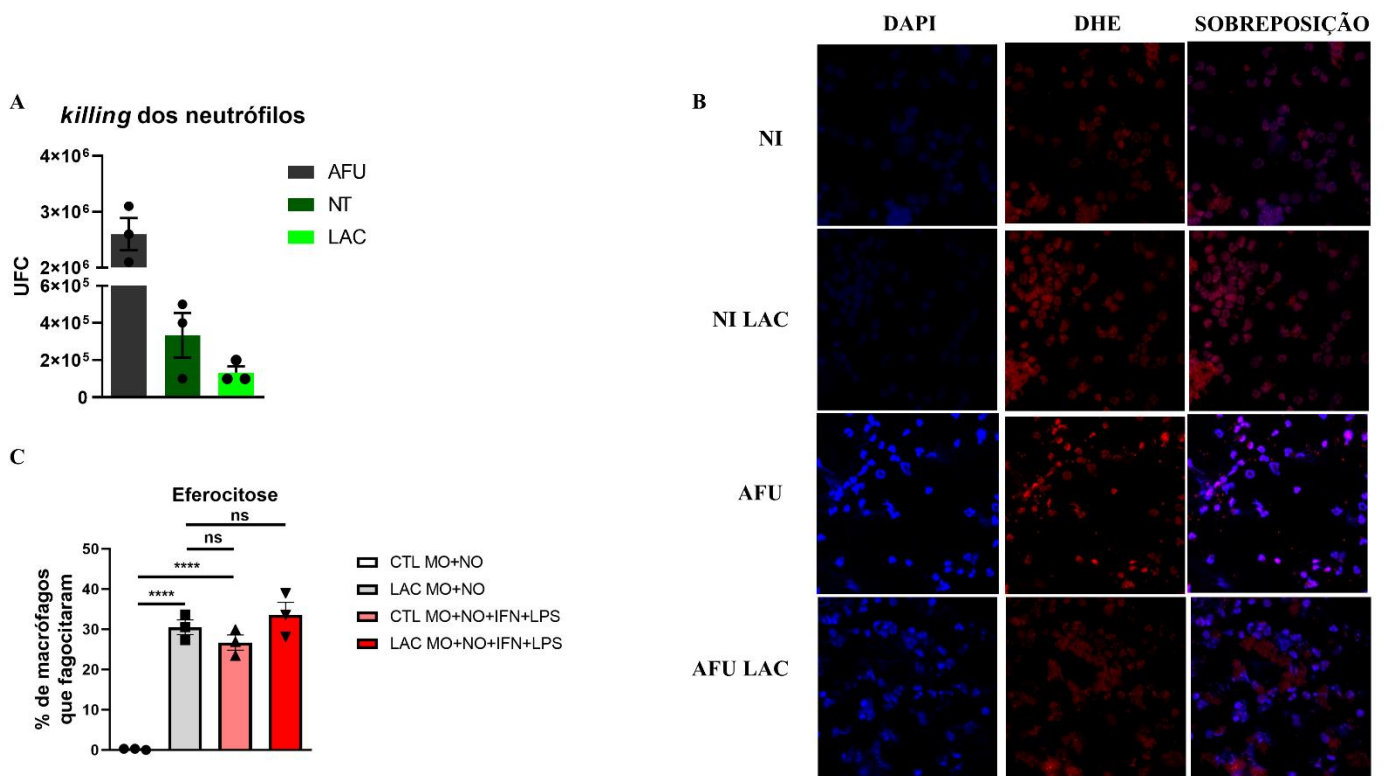 A
killing dos neutrófilos
4×10⁶
3×10⁶
2×10⁶
6×10⁵
4×10⁵
2×10⁵
0
UFC
AFU
NT
LAC
B
DAPI
DHE
SOBREPOSIÇÃO
NI
NI LAC
AFU
AFU LAC
C
Eferocitose
ns
ns
****
****
50
40
30
20
10
0
% de macrófagos
que fagocitaram
CTL MO+NO
LAC MO+NO
CTL MO+NO+IFN+LPS
LAC MO+NO+IFN+LPS